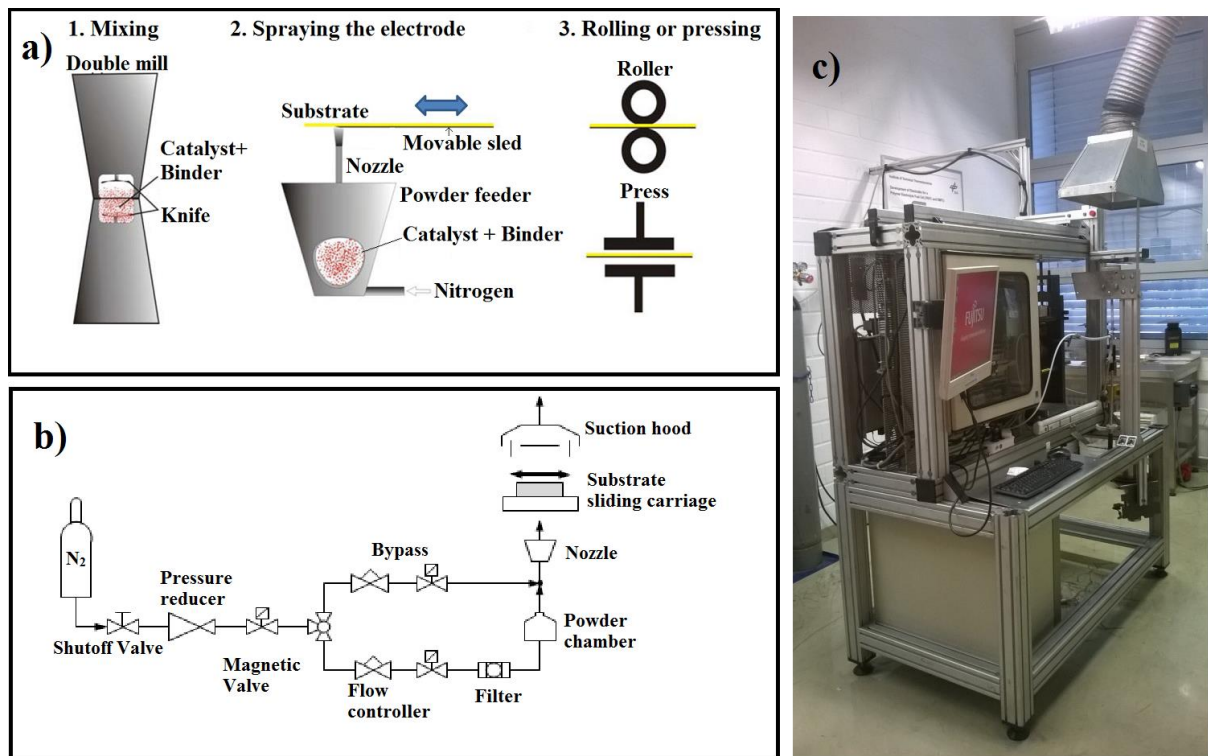 a)
1. Mixing
2. Spraying the electrode
3. Rolling or pressing
Double mill
Catalyst+
Binder
Knife
Substrate
Movable sled
Nozzle
Powder feeder
Catalyst + Binder
Nitrogen
Roller
Press
b)
Suction hood
Substrate
sliding carriage
Nozzle
Bypass
N2
Pressure
reducer
Shutoff Valve
Magnetic
Valve
Flow
controller
Filter
Powder
chamber
c)
FUJITSU